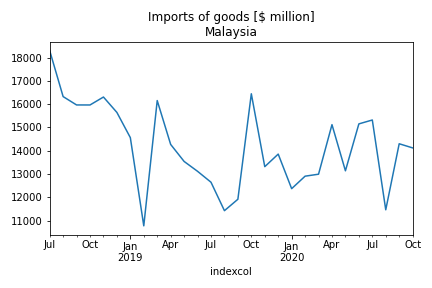 Imports of goods [$ million]
Malaysia
18000
17000
16000
15000
14000
13000
12000
11000
Jul Oct Jan Apr Jul Oct Jan Apr Jul Oct
2019 2020
indexcol